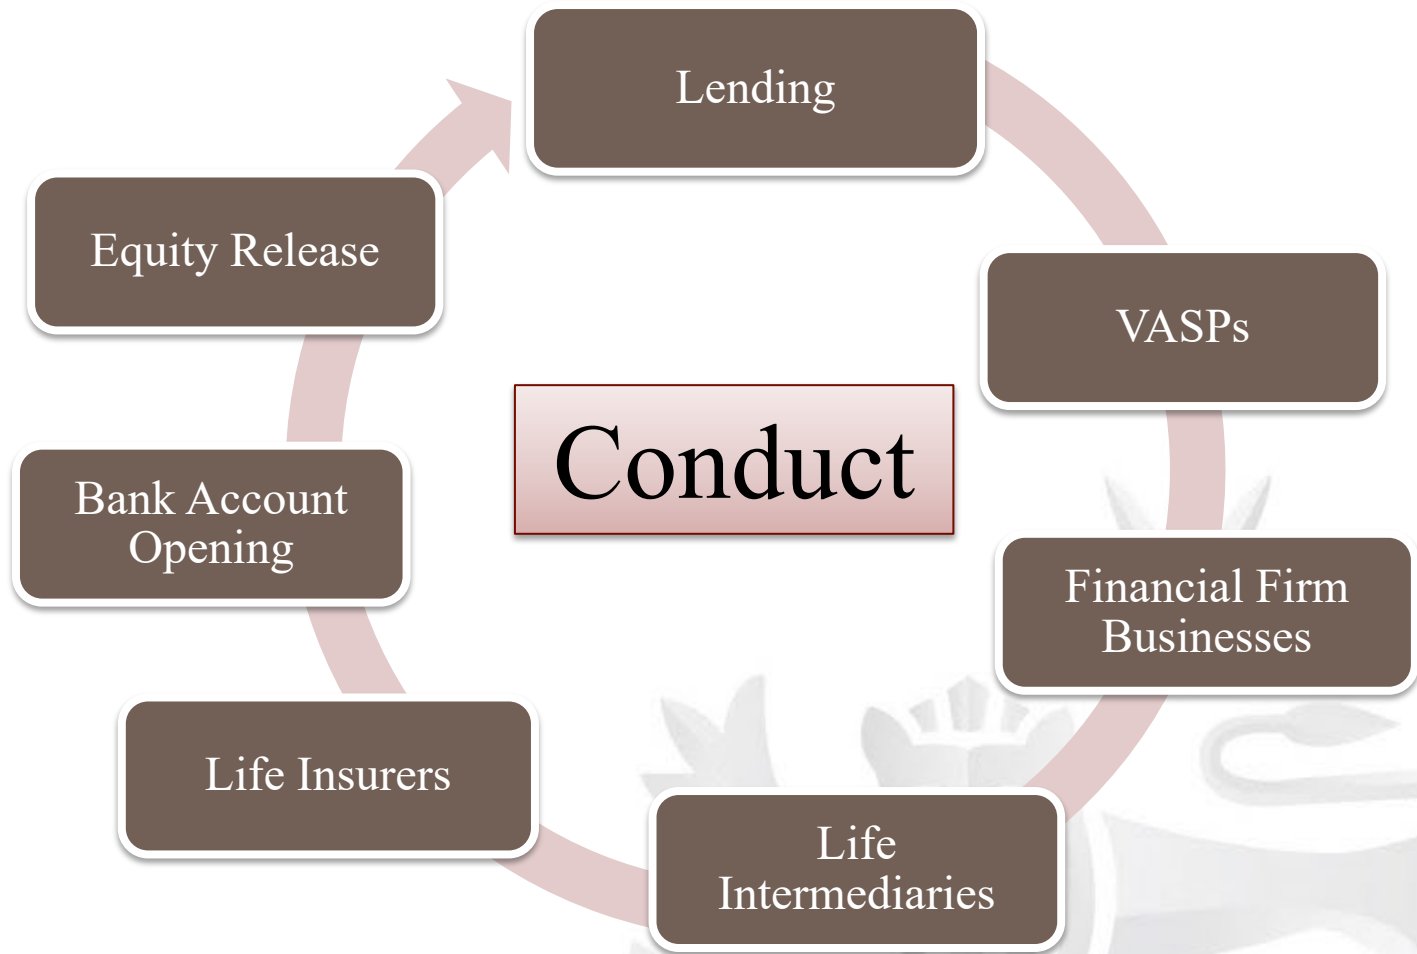 Lending
VASPs
Financial Firm
Businesses
Life
Intermediaries
Life Insurers
Bank Account
Opening
Equity Release
Conduct